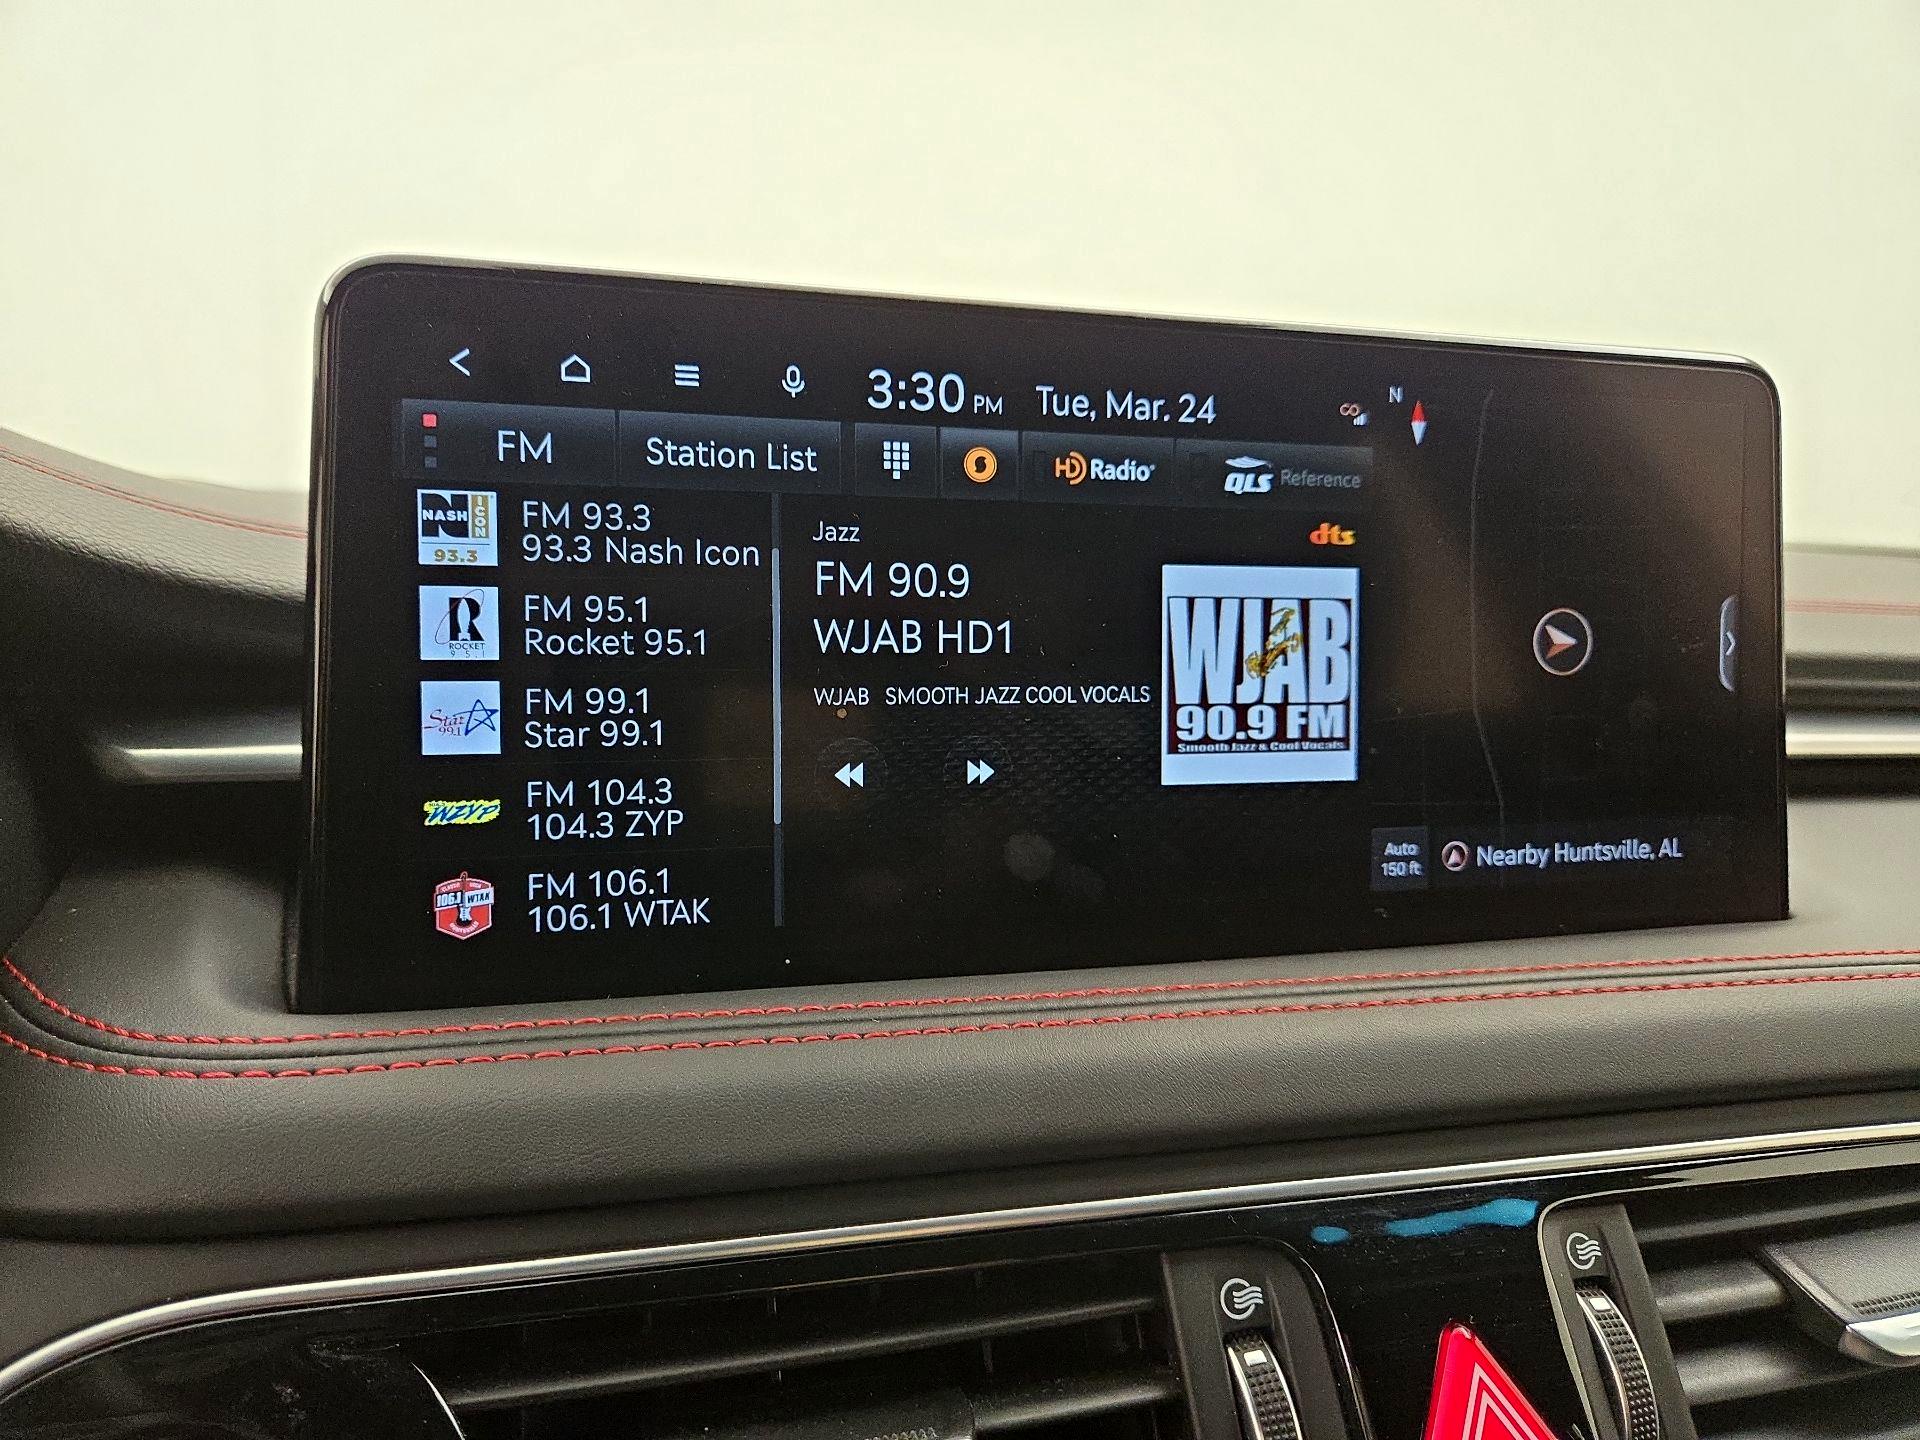 3:30 PM Tue, Mar. 24
N
FM
Station List
HD Radio
QLS Reference
NASH ICON
93.3
FM 93.3
93.3 Nash Icon
R
ROCKET
95.1
FM 95.1
Rocket 95.1
Star
99.1
FM 99.1
Star 99.1
WZYP
FM 104.3
104.3 ZYP
106.1 WTAK
FM 106.1
106.1 WTAK
Jazz
dts
FM 90.9
WJAB HD1
WJAB SMOOTH JAZZ COOL VOCALS
WJAB
90.9 FM
Smooth Jazz & Cool Vocals
Auto
150 ft
Nearby Huntsville, AL